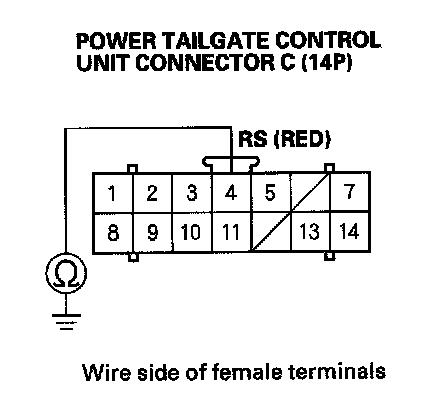 POWER TAILGATE CONTROL
UNIT CONNECTOR C (14P)
RS (RED)
1 2 3 4 5 7
8 9 10 11 13 14
Ω
Wire side of female terminals